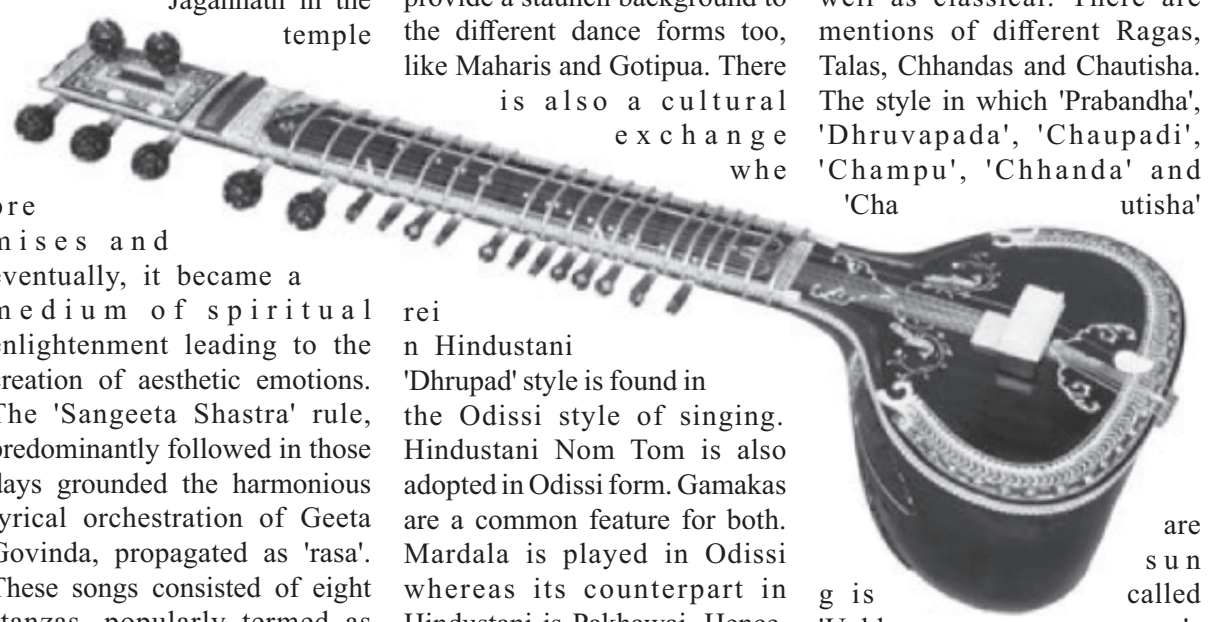 Jagannath in the
temple
pre
mises and
eventually, it became a
medium of spiritual
enlightenment leading to the
creation of aesthetic emotions.
The 'Sangeeta Shastra' rule,
predominantly followed in those
days grounded the harmonious
lyrical orchestration of Geeta
Govinda, propagated as 'rasa'.
These songs consisted of eight
stanzas, popularly termed as
provide a staunch background to
the different dance forms too,
like Maharis and Gotipua. There
is also a cultural
exchange
whe
rei
n Hindustani
'Dhrupad' style is found in
the Odissi style of singing.
Hindustani Nom Tom is also
adopted in Odissi form. Gamakas
are a common feature for both.
Mardala is played in Odissi
whereas its counterpart in
Hindustani is Pakhawaj. Hence,
well as classical. There are
mentions of different Ragas,
Talas, Chhandas and Chautisha.
The style in which 'Prabandha',
'Dhruvapada', 'Chaupadi',
'Champu', 'Chhanda' and
'Cha utisha'
are
sun
g is called